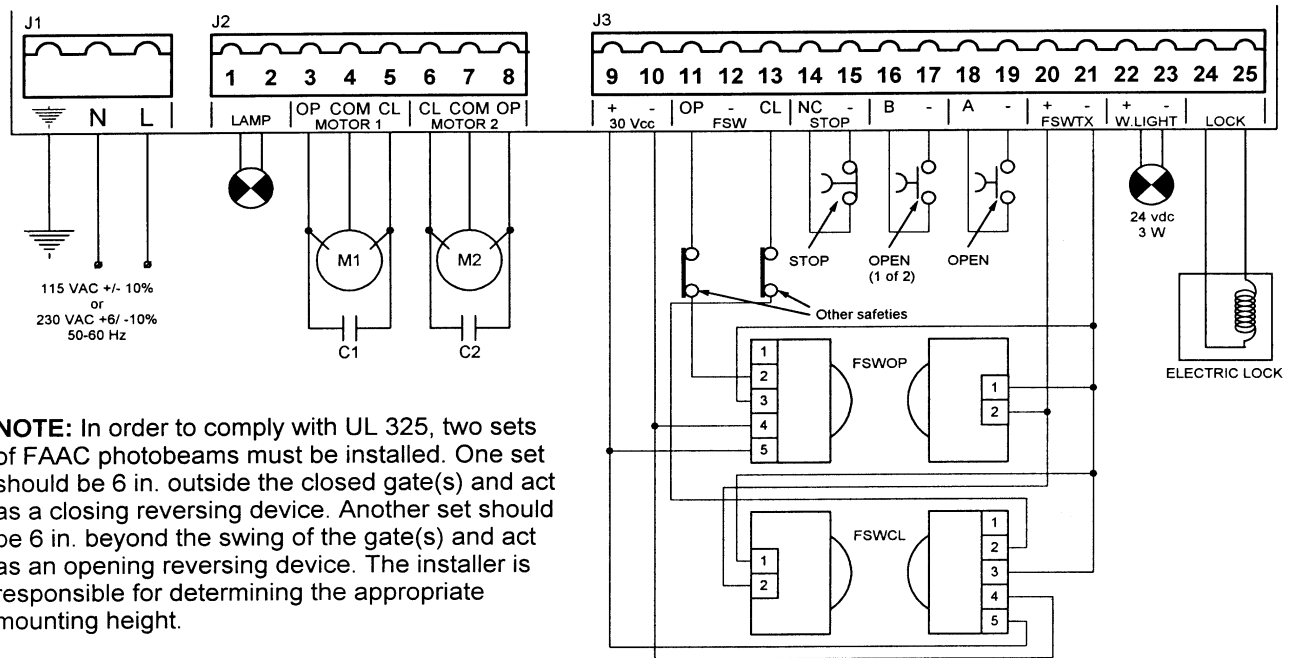 J1 J2 J3
1 2 3 4 5 6 7 8
9 10 11 12 13 14 15 16 17 18 19 20 21 22 23 24 25
N L
LAMP
OP COM CL
MOTOR 1
CL COM OP
MOTOR 2
+ -
30 Vcc
OP - CL
FSW
NC -
STOP
B -
A -
+ -
FSWTX
+ -
W.LIGHT
LOCK
115 VAC +/- 10%
or
230 VAC +6/ -10%
50-60 Hz
M1
C1
M2
C2
STOP
OPEN
(1 of 2)
OPEN
24 vdc
3 W
Other safeties
ELECTRIC LOCK
1
2
3
4
5
FSWOP
1
2
1
2
FSWCL
1
2
3
4
5
NOTE: In order to comply with UL 325, two sets
of FAAC photobeams must be installed. One set
should be 6 in. outside the closed gate(s) and act
as a closing reversing device. Another set should
be 6 in. beyond the swing of the gate(s) and act
as an opening reversing device. The installer is
responsible for determining the appropriate
mounting height.